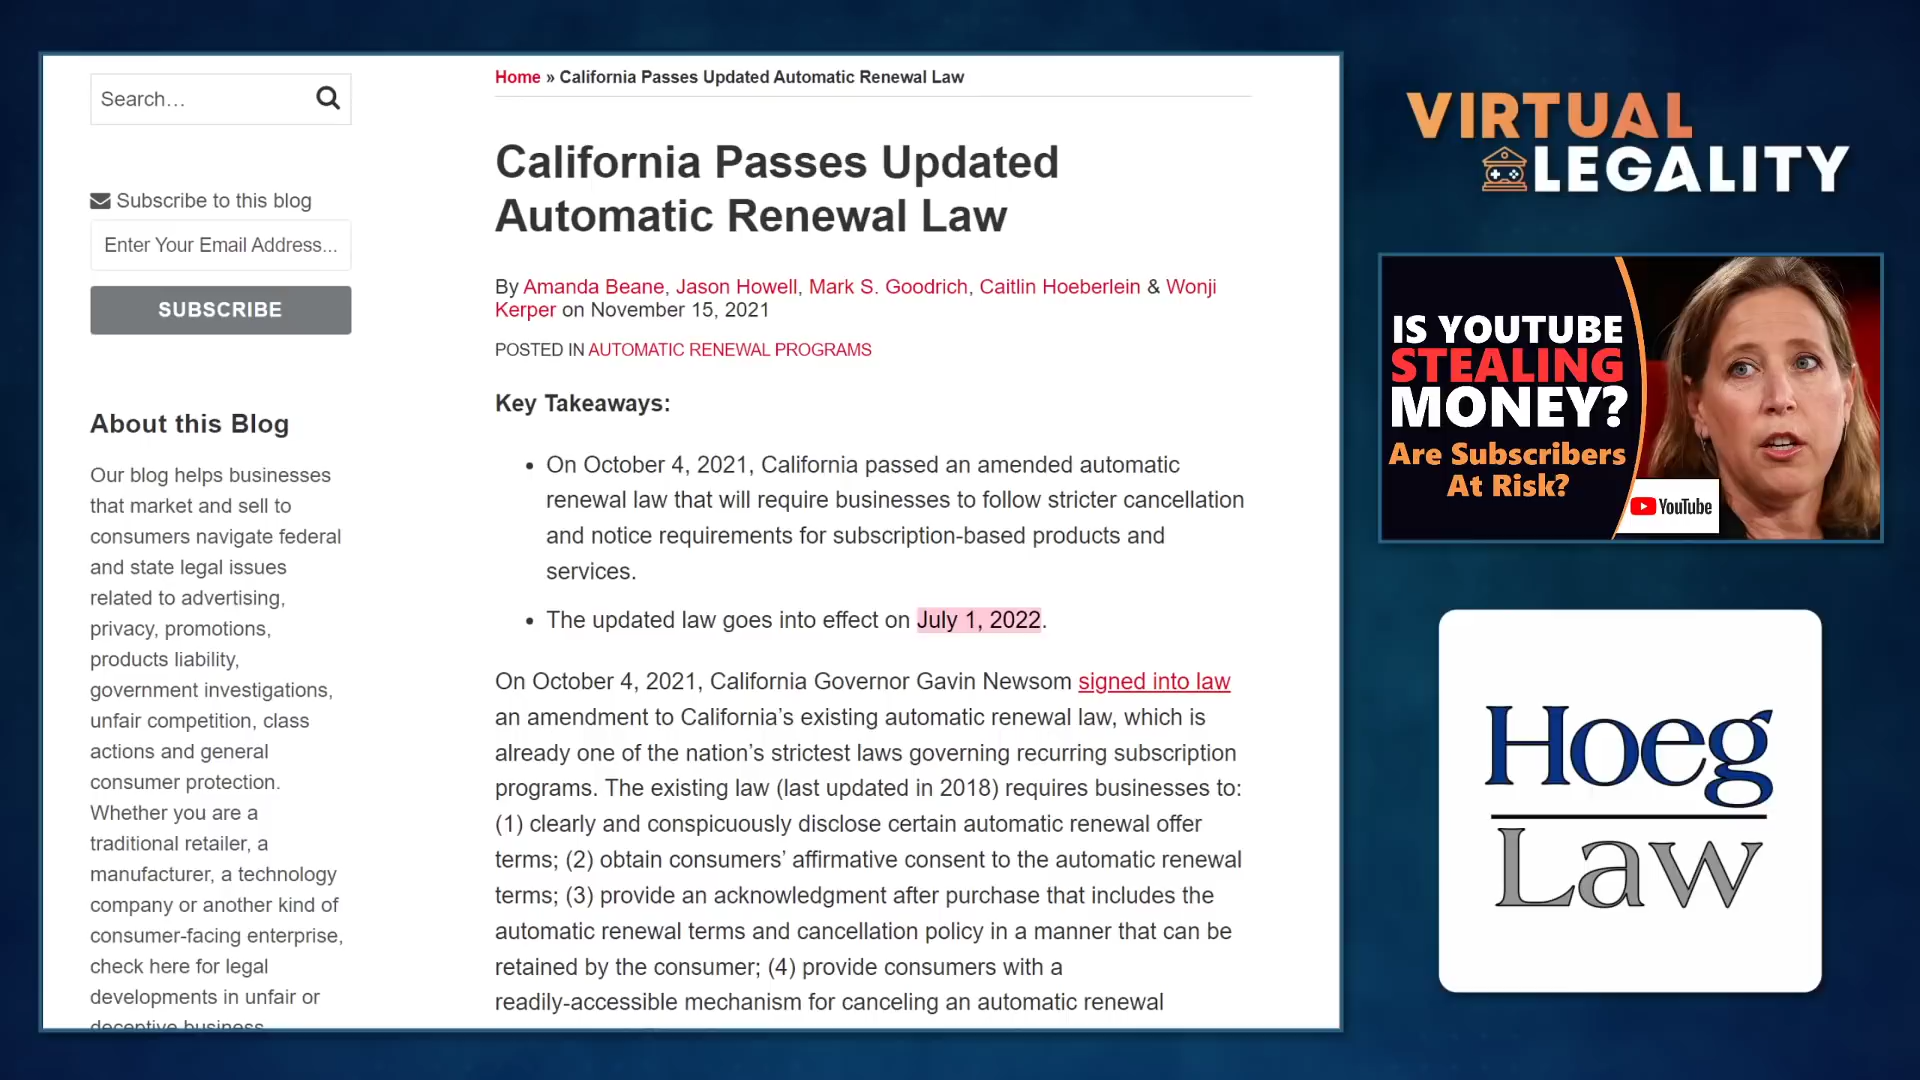 Search...
Subscribe to this blog
Enter Your Email Address...
SUBSCRIBE
About this Blog
Our blog helps businesses
that market and sell to
consumers navigate federal
and state legal issues
related to advertising,
privacy, promotions,
products liability,
government investigations,
unfair competition, class
actions and general
consumer protection.
Whether you are a
traditional retailer, a
manufacturer, a technology
company or another kind of
consumer-facing enterprise,
check here for legal
developments in unfair or
deceptive business
Home » California Passes Updated Automatic Renewal Law
California Passes Updated
Automatic Renewal Law
By Amanda Beane, Jason Howell, Mark S. Goodrich, Caitlin Hoeberlein & Wonji
Kerper on November 15, 2021
POSTED IN AUTOMATIC RENEWAL PROGRAMS
Key Takeaways:
• On October 4, 2021, California passed an amended automatic
renewal law that will require businesses to follow stricter cancellation
and notice requirements for subscription-based products and
services.
• The updated law goes into effect on July 1, 2022.
On October 4, 2021, California Governor Gavin Newsom signed into law
an amendment to California’s existing automatic renewal law, which is
already one of the nation’s strictest laws governing recurring subscription
programs. The existing law (last updated in 2018) requires businesses to:
(1) clearly and conspicuously disclose certain automatic renewal offer
terms; (2) obtain consumers’ affirmative consent to the automatic renewal
terms; (3) provide an acknowledgment after purchase that includes the
automatic renewal terms and cancellation policy in a manner that can be
retained by the consumer; (4) provide consumers with a
readily-accessible mechanism for canceling an automatic renewal
VIRTUAL
LEGALITY
IS YOUTUBE
STEALING
MONEY?
Are Subscribers
At Risk?
YouTube
Hoeg
Law